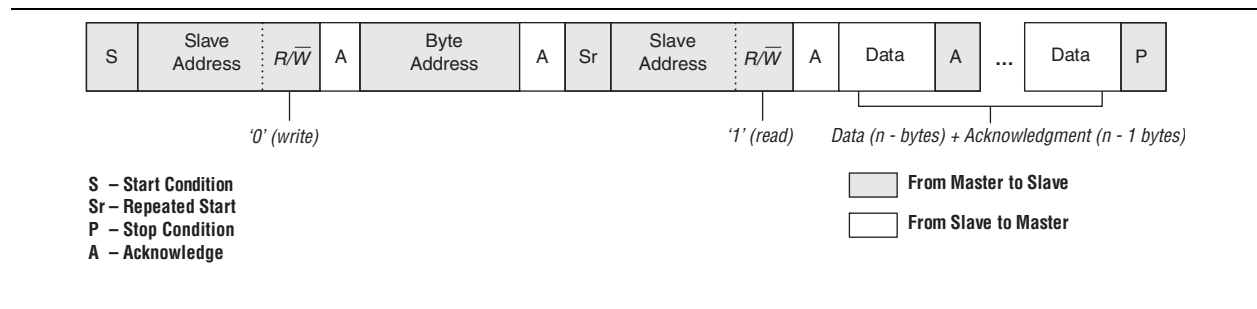 S Slave Address R/W̅ A Byte Address A Sr Slave Address R/W̅ A Data A ... Data P
‘0’ (write) ‘1’ (read) Data (n - bytes) + Acknowledgment (n - 1 bytes)
S – Start Condition
Sr – Repeated Start
P – Stop Condition
A – Acknowledge
From Master to Slave
From Slave to Master